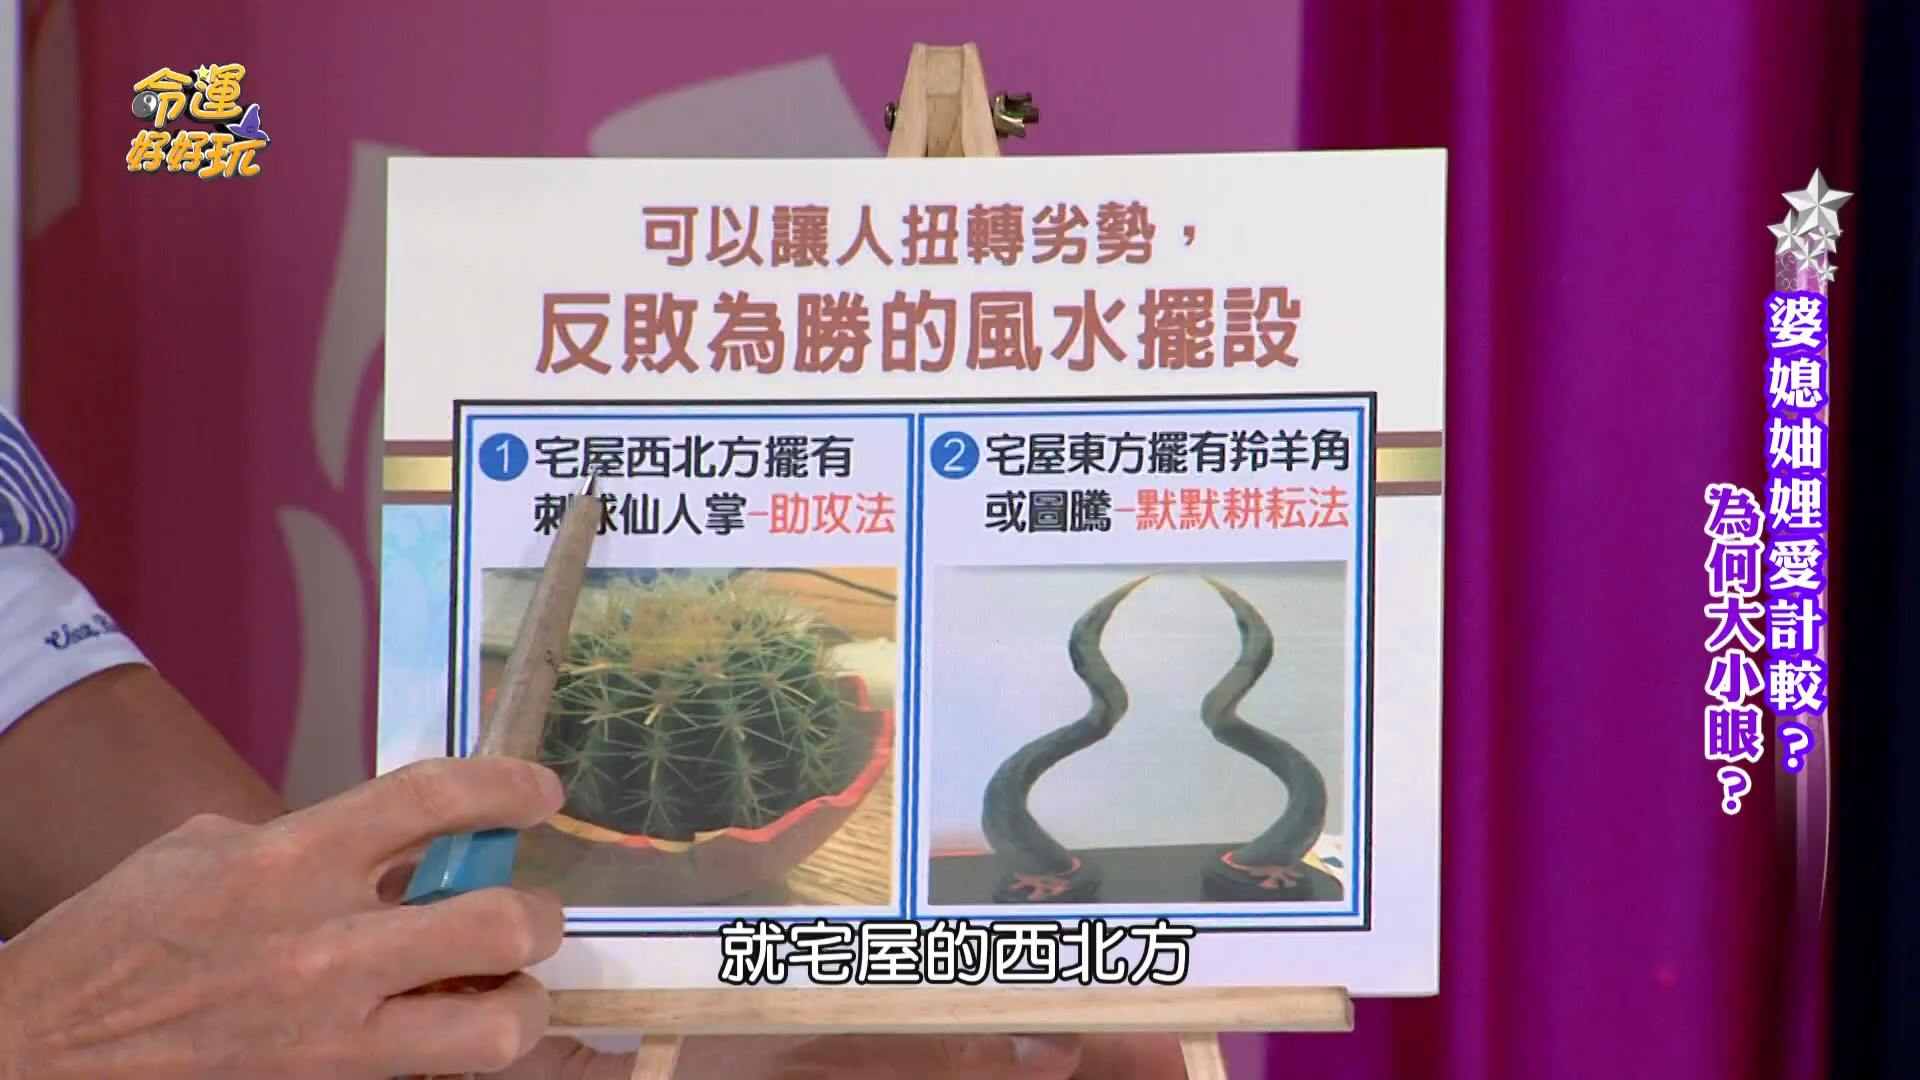 命運
好好玩
可以讓人扭轉劣勢，
反敗為勝的風水擺設
1 宅屋西北方擺有
刺球仙人掌-助攻法
2 宅屋東方擺有羚羊角
或圖騰-默默耕耘法
婆媳妯娌愛計較?
為何大小眼?
就宅屋的西北方